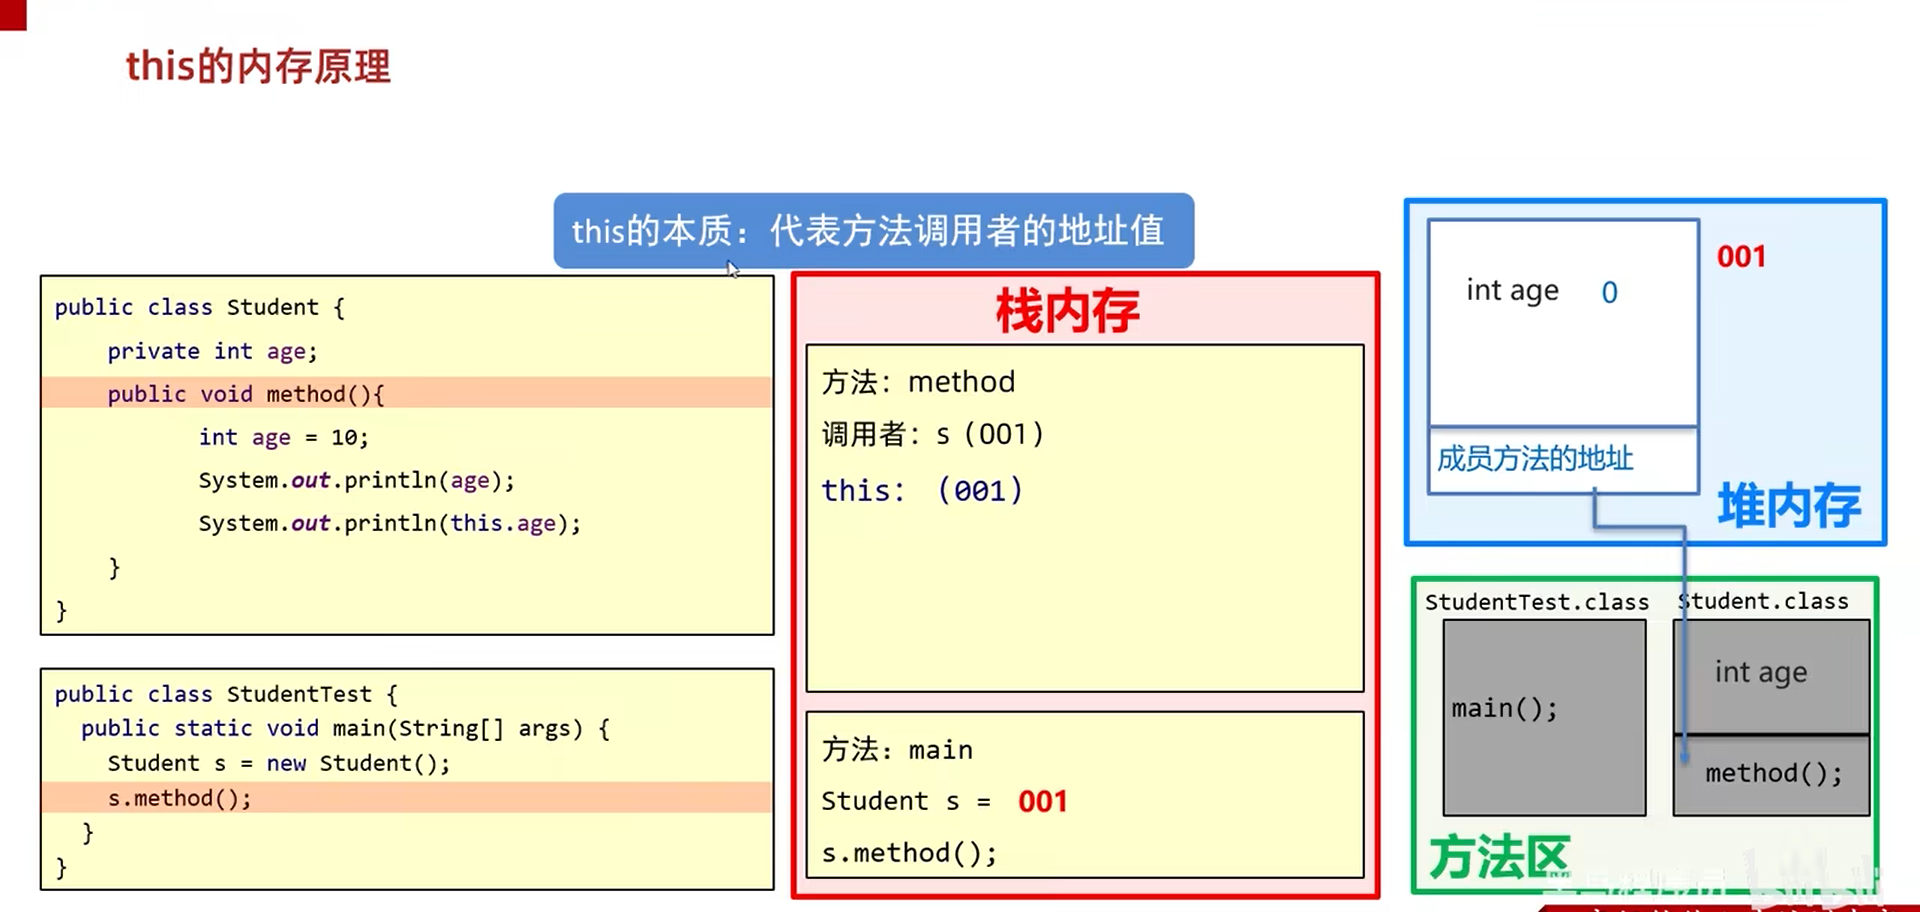 this的内存原理
this的本质：代表方法调用者的地址值
public class Student {
private int age;
public void method(){
int age = 10;
System.out.println(age);
System.out.println(this.age);
}
}
public class StudentTest {
public static void main(String[] args) {
Student s = new Student();
s.method();
}
}
栈内存
方法：method
调用者：s（001）
this：（001）
方法：main
Student s = 001
s.method();
int age 0
001
成员方法的地址
堆内存
StudentTest.class Student.class
main();
int age
method();
方法区
bilibili